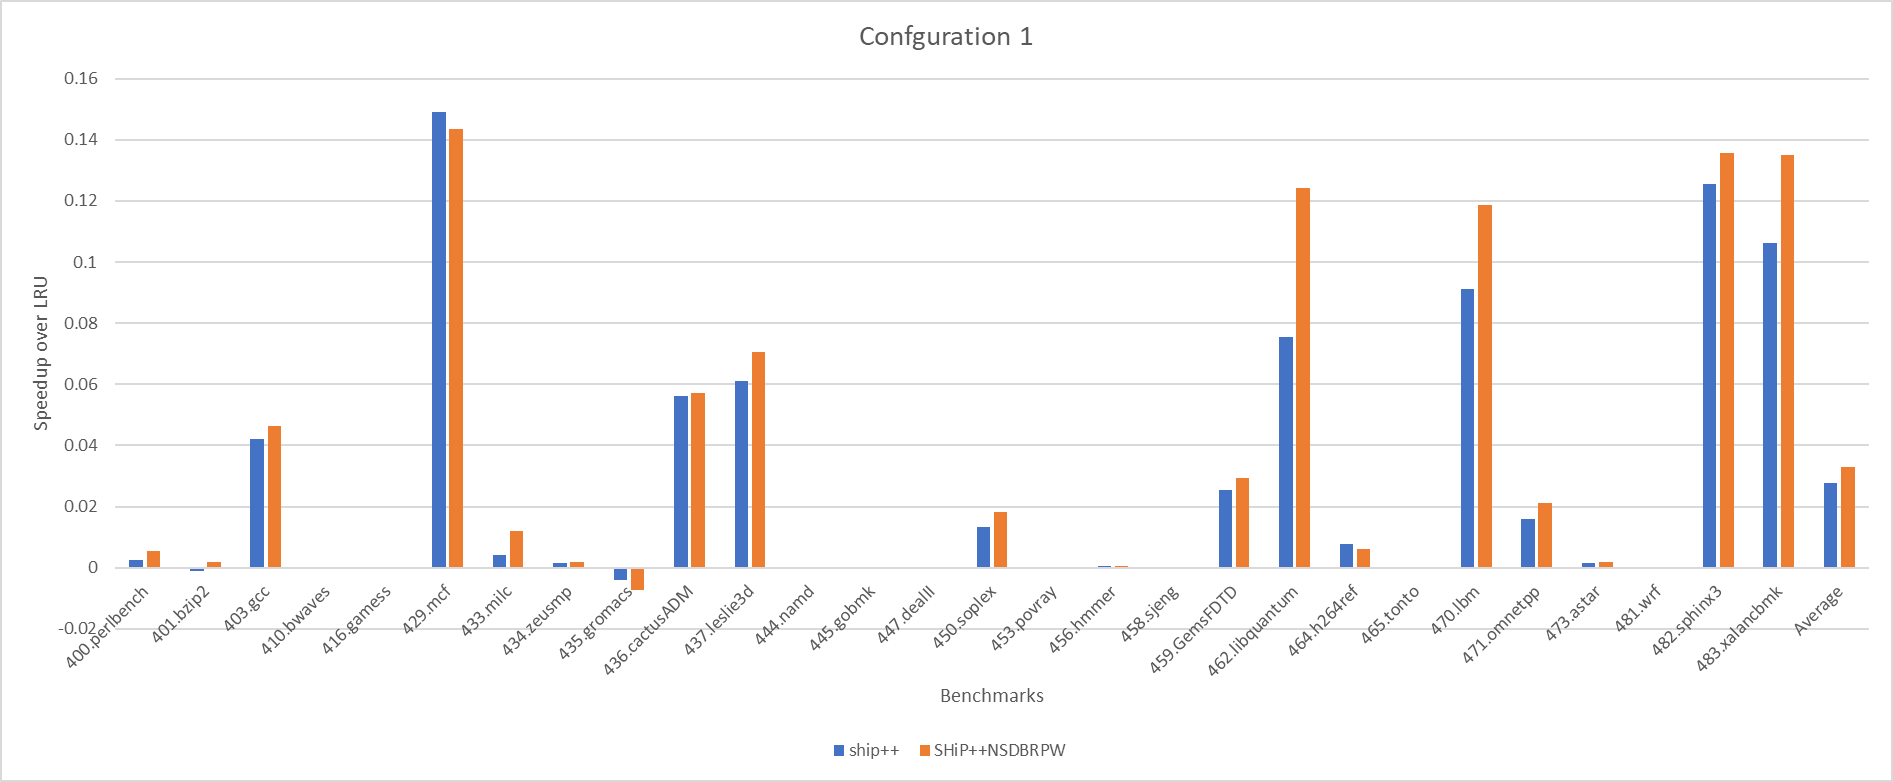 Confguration 1
0.16
0.14
0.12
0.1
0.08
0.06
0.04
0.02
0
-0.02
Speedup over LRU
400.perlbench
401.bzip2
403.gcc
410.bwaves
416.gamess
429.mcf
433.milc
434.zeusmp
435.gromacs
436.cactusADM
437.leslie3d
444.namd
445.gobmk
447.dealII
450.soplex
453.povray
456.hmmer
458.sjeng
459.GemsFDTD
462.libquantum
464.h264ref
465.tonto
470.lbm
471.omnetpp
473.astar
481.wrf
482.sphinx3
483.xalancbmk
Average
Benchmarks
ship++
SHiP++NSDBRPW